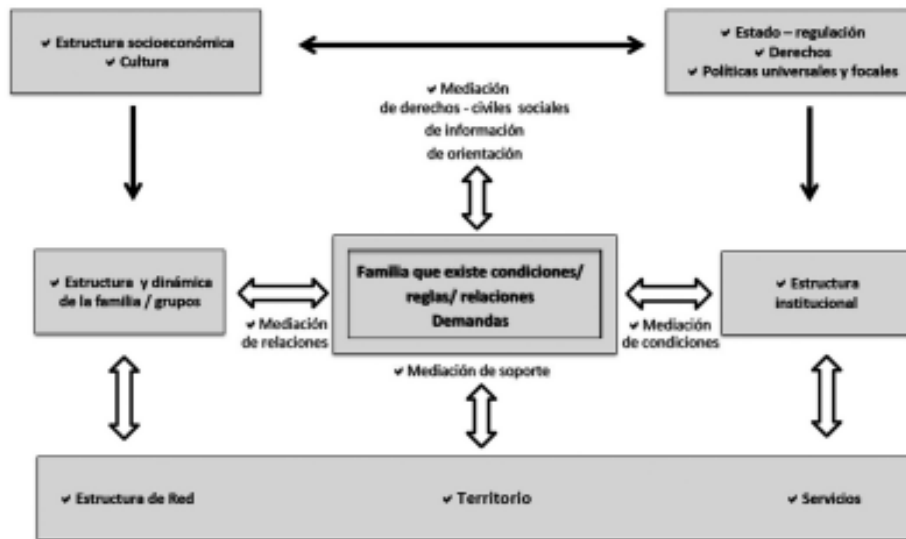 ✔ Estructura socioeconómica
✔ Cultura
✔ Estado – regulación
✔ Derechos
✔ Políticas universales y focales
✔ Mediación
de derechos - civiles sociales
de información
de orientación
✔ Estructura y dinámica
de la familia / grupos
✔ Mediación
de relaciones
Familia que existe condiciones/
reglas/ relaciones
Demandas
✔ Mediación
de condiciones
✔ Estructura
institucional
✔ Mediación de soporte
✔ Estructura de Red
✔ Territorio
✔ Servicios